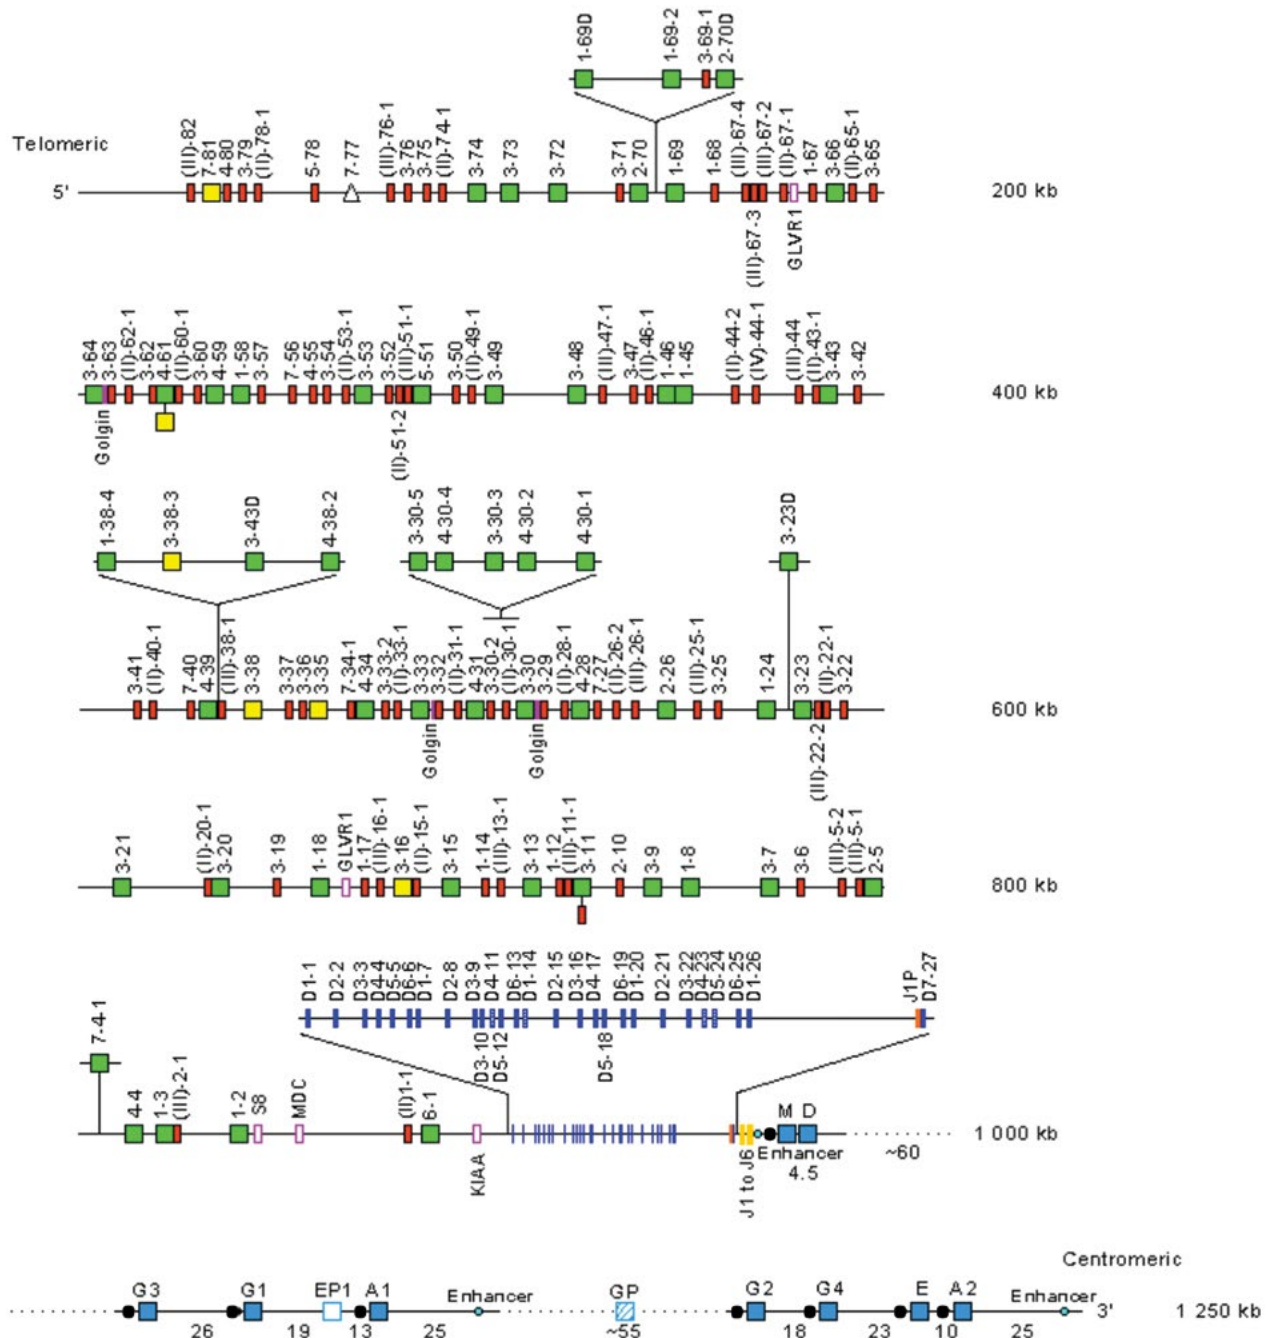 1-69D 1-69-2 3-69-1 2-70D
Telomeric
(III)-82 7-81 4-80 3-79 (II)-78-1 5-78 7-77 (III)-76-1 3-76 3-75 (II)-74-1 3-74 3-73 3-72 3-71 2-70 1-69 1-68 (III)-67-4 (III)-67-2 (II)-67-1 1-67 3-66 (II)-65-1 3-65
5' 200 kb
(III)-67-3 GLVR1
3-64 3-63 (II)-62-1 3-62 4-61 (II)-60-1 3-60 4-59 1-58 3-57 7-56 4-55 3-54 (II)-53-1 3-53 3-52 (III)-51-1 5-51 3-50 (II)-49-1 3-49 3-48 (III)-47-1 3-47 (II)-46-1 1-46 1-45 (II)-44-2 (IV)-44-1 (III)-44 (II)-43-1 3-43 3-42
400 kb
Golgin (II)-51-2
1-38-4 3-38-3 3-43D 4-38-2 3-30-5 4-30-4 3-30-3 4-30-2 4-30-1 3-23D
3-41 (II)-40-1 7-40 4-39 (III)-38-1 3-38 3-37 3-36 3-35 7-34-1 4-34 3-33-2 (II)-33-1 3-33 3-32 (II)-31-1 4-31 3-30-2 (II)-30-1 3-30 3-29 (II)-28-1 4-28 7-27 (II)-26-2 (III)-26-1 2-26 (III)-25-1 3-25 1-24 3-23 (II)-22-1 3-22
600 kb
Golgin Golgin (III)-22-2
3-21 (II)-20-1 3-20 3-19 1-18 GLVR1 1-17 (III)-16-1 3-16 (II)-15-1 3-15 1-14 (III)-13-1 3-13 1-12 (III)-11-1 3-11 2-10 3-9 1-8 3-7 3-6 (III)-5-2 (III)-5-1 2-5
800 kb
D1-1 D2-2 D3-3 D4-4 D5-5 D6-6 D1-7 D2-8 D3-9 D4-11 D6-13 D1-14 D2-15 D3-16 D4-17 D6-19 D1-20 D2-21 D3-22 D4-23 D5-24 D6-25 D1-26 J1P D7-27
D3-10 D5-12 D5-18
7-4-1
4-4 1-3 (III)-2-1 1-2 S8 MDC (II)1-1 6-1 M D
1 000 kb
KIAA J1 to J6 Enhancer ~60
4.5
Centromeric
G3 G1 EP1 A1 Enhancer GP G2 G4 E A2 Enhancer
3' 1 250 kb
26 19 13 25 ~55 18 23 10 25